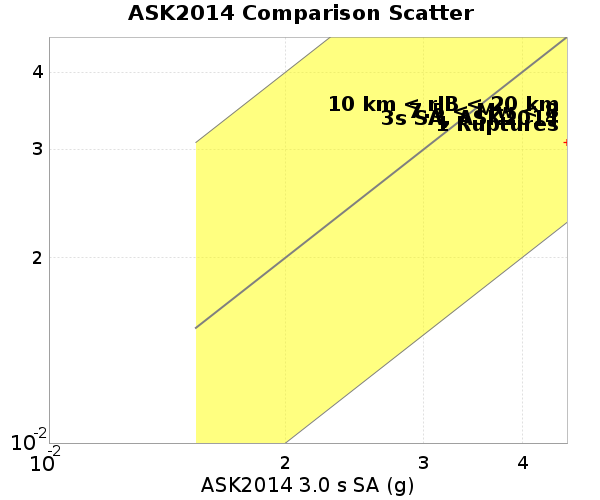 ASK2014 Comparison Scatter
4
3
2
10 km < rJB < 20 km
3s SA, ASK2014
1 Ruptures
10-2
10-2
2
3
4
ASK2014 3.0 s SA (g)